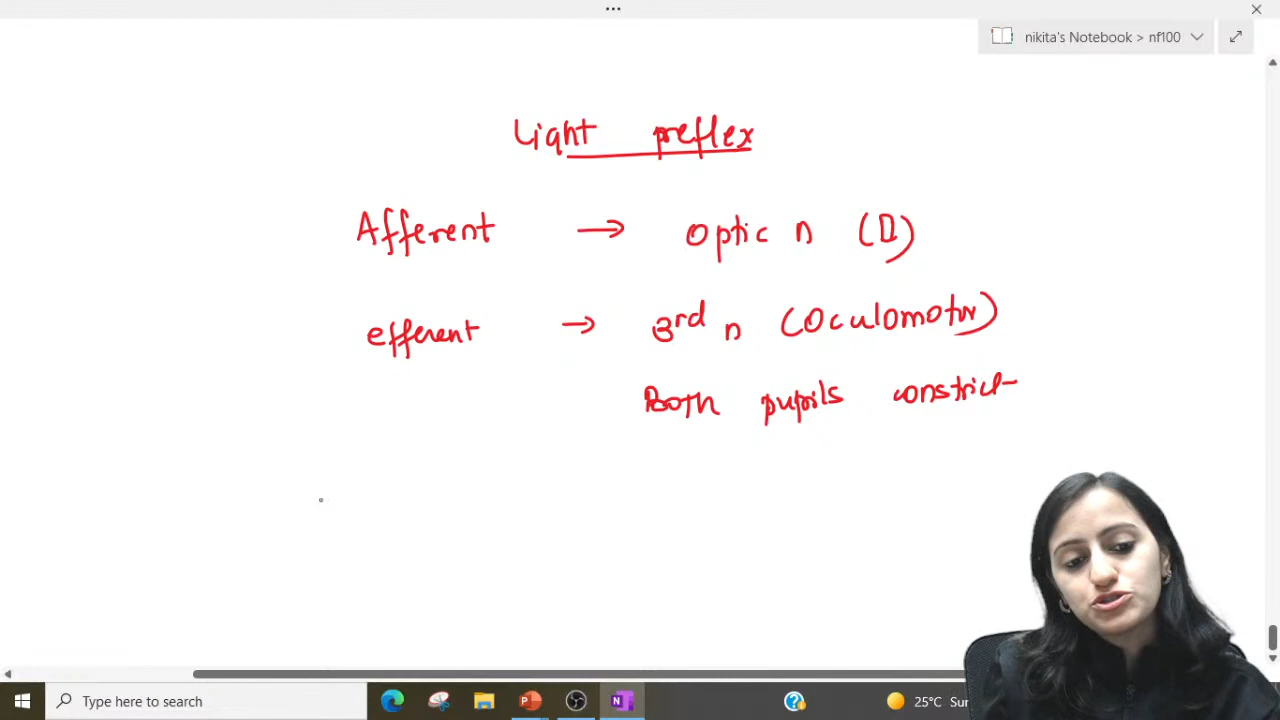 nikita's Notebook > nf100
Light reflex
Afferent → Optic n (II)
efferent → 3rd n (Oculomotor)
Both pupils constrict
Type here to search
25°C Sun